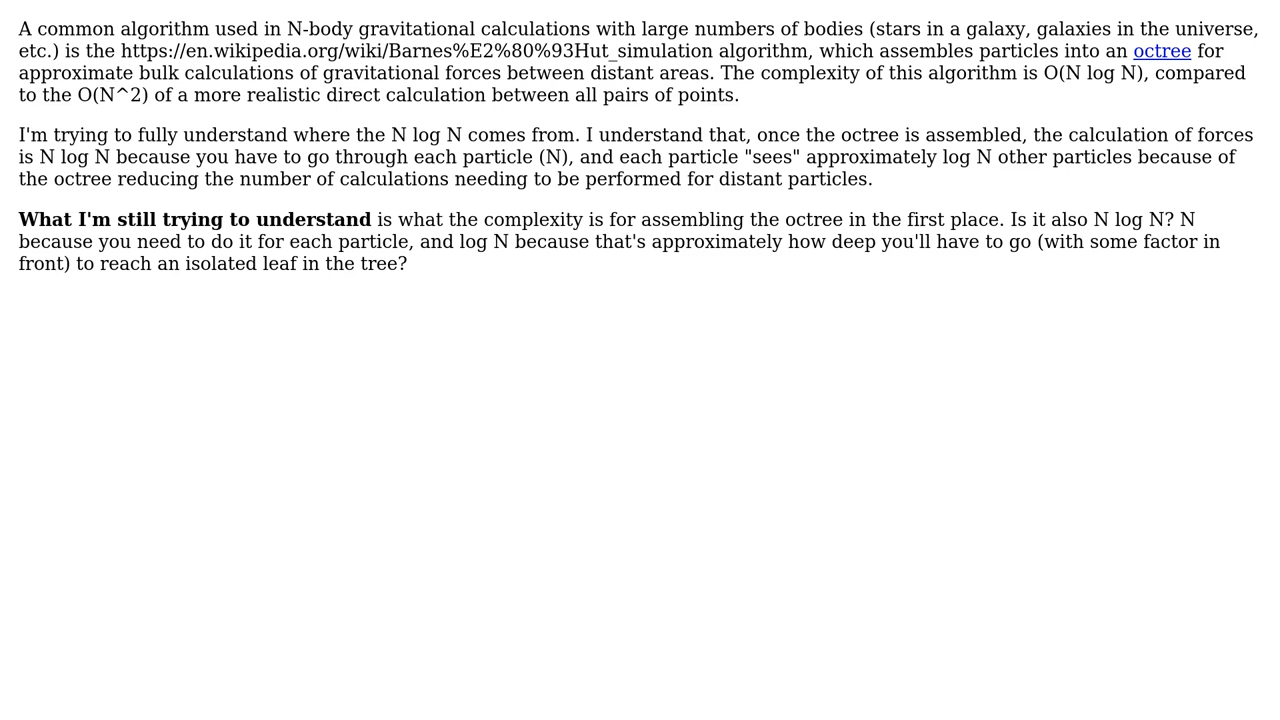 A common algorithm used in N-body gravitational calculations with large numbers of bodies (stars in a galaxy, galaxies in the universe,
etc.) is the https://en.wikipedia.org/wiki/Barnes%E2%80%93Hut_simulation algorithm, which assembles particles into an octree for
approximate bulk calculations of gravitational forces between distant areas. The complexity of this algorithm is O(N log N), compared
to the O(N^2) of a more realistic direct calculation between all pairs of points.
I'm trying to fully understand where the N log N comes from. I understand that, once the octree is assembled, the calculation of forces
is N log N because you have to go through each particle (N), and each particle "sees" approximately log N other particles because of
the octree reducing the number of calculations needing to be performed for distant particles.
What I'm still trying to understand is what the complexity is for assembling the octree in the first place. Is it also N log N? N
because you need to do it for each particle, and log N because that's approximately how deep you'll have to go (with some factor in
front) to reach an isolated leaf in the tree?